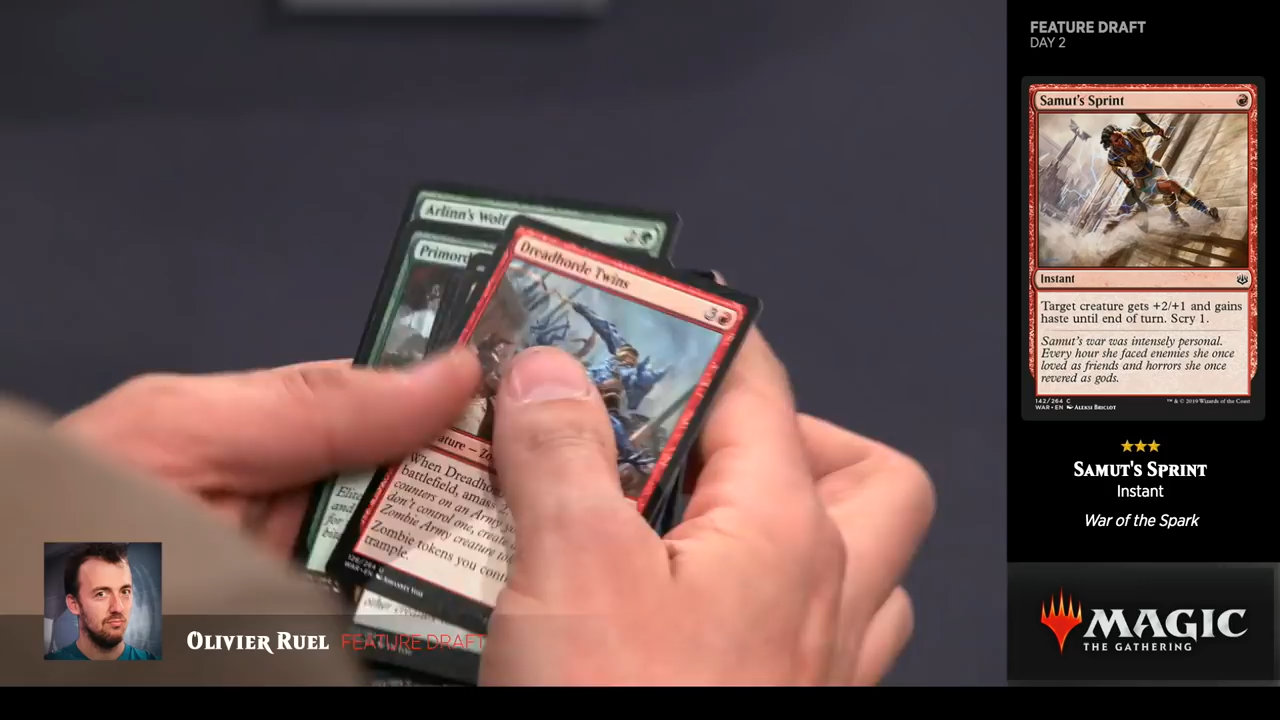 FEATURE DRAFT
DAY 2
Samut's Sprint
Instant
Target creature gets +2/+1 and gains
haste until end of turn. Scry 1.
Samut's war was intensely personal.
Every hour she faced enemies she once
loved as friends and horrors she once
revered as gods.
142/264 C
WAR • EN ALEKSI BRICLOT
™ & © 2019 Wizards of the Coast
SAMUT'S SPRINT
Instant
War of the Spark
MAGIC
THE GATHERING
Arlinn's Wolf
2
Primord
Dreadhorde Twins
3
When Dreadho
battlefield, amass
counters on an Army yo
don't control one, create
Zombie Army creature to
Zombie tokens you cont
trample.
OLIVIER RUEL FEATURE DRAFT